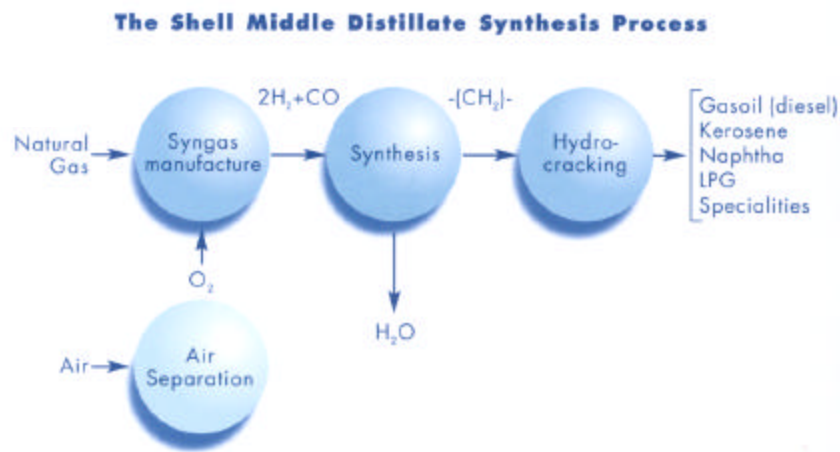 The Shell Middle Distillate Synthesis Process
2H₂+CO
-(CH₂)-
Natural
Gas
Syngas
manufacture
Synthesis
Hydro-
cracking
Gasoil (diesel)
Kerosene
Naphtha
LPG
Specialities
O₂
H₂O
Air
Air
Separation